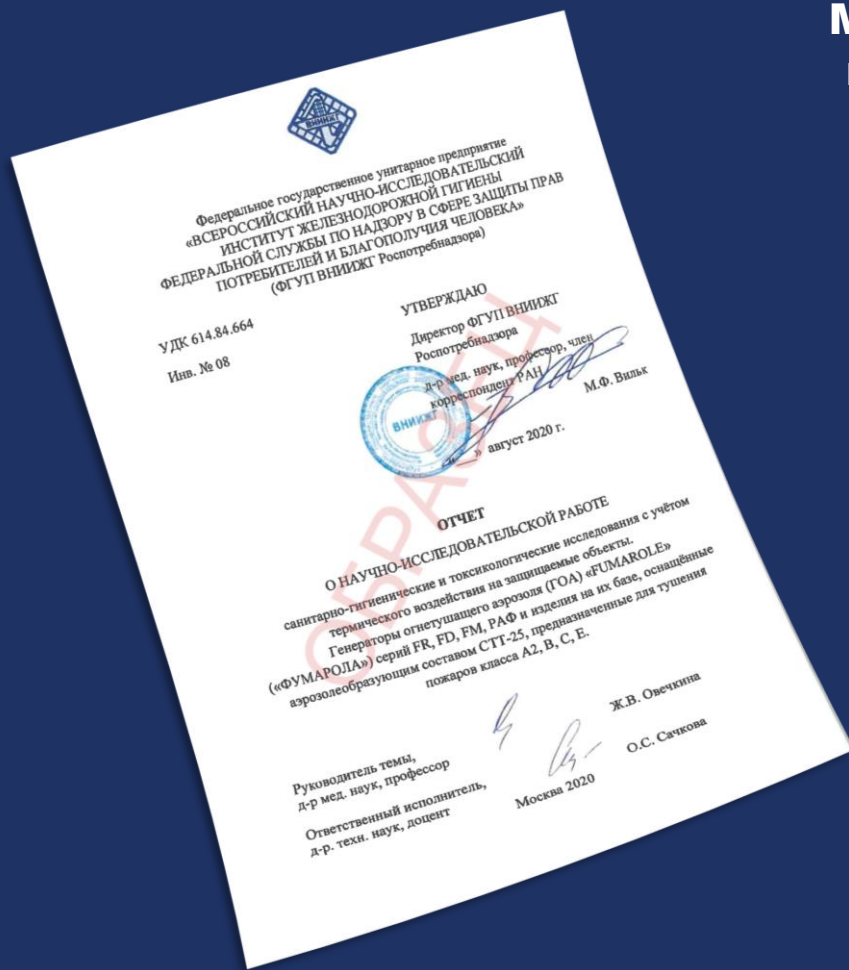 ВНИИЖГ
Федеральное государственное унитарное предприятие
«ВСЕРОССИЙСКИЙ НАУЧНО-ИССЛЕДОВАТЕЛЬСКИЙ
ИНСТИТУТ ЖЕЛЕЗНОДОРОЖНОЙ ГИГИЕНЫ
ФЕДЕРАЛЬНОЙ СЛУЖБЫ ПО НАДЗОРУ В СФЕРЕ ЗАЩИТЫ ПРАВ
ПОТРЕБИТЕЛЕЙ И БЛАГОПОЛУЧИЯ ЧЕЛОВЕКА»
(ФГУП ВНИИЖГ Роспотребнадзора)
УДК 614.84.664
Инв. № 08
УТВЕРЖДАЮ
Директор ФГУП ВНИИЖГ
Роспотребнадзора
д-р мед. наук, профессор, член
корреспондент РАН
М.Ф. Вильк
ВНИИЖГ
«__» август 2020 г.
ОБРАЗЕЦ
ОТЧЕТ
О НАУЧНО-ИССЛЕДОВАТЕЛЬСКОЙ РАБОТЕ
санитарно-гигиенические и токсикологические исследования с учётом
термического воздействия на защищаемые объекты.
Генераторы огнетушащего аэрозоля (ГОА) «FUMAROLE»
(«ФУМАРОЛА») серий FR, FD, FM, РАФ и изделия на их базе, оснащённые
аэрозолеобразующим составом СТТ-25, предназначенные для тушения
пожаров класса А2, В, С, Е.
Руководитель темы,
д-р мед. наук, профессор
Ж.В. Овечкина
Ответственный исполнитель,
д-р. техн. наук, доцент
О.С. Сачкова
Москва 2020